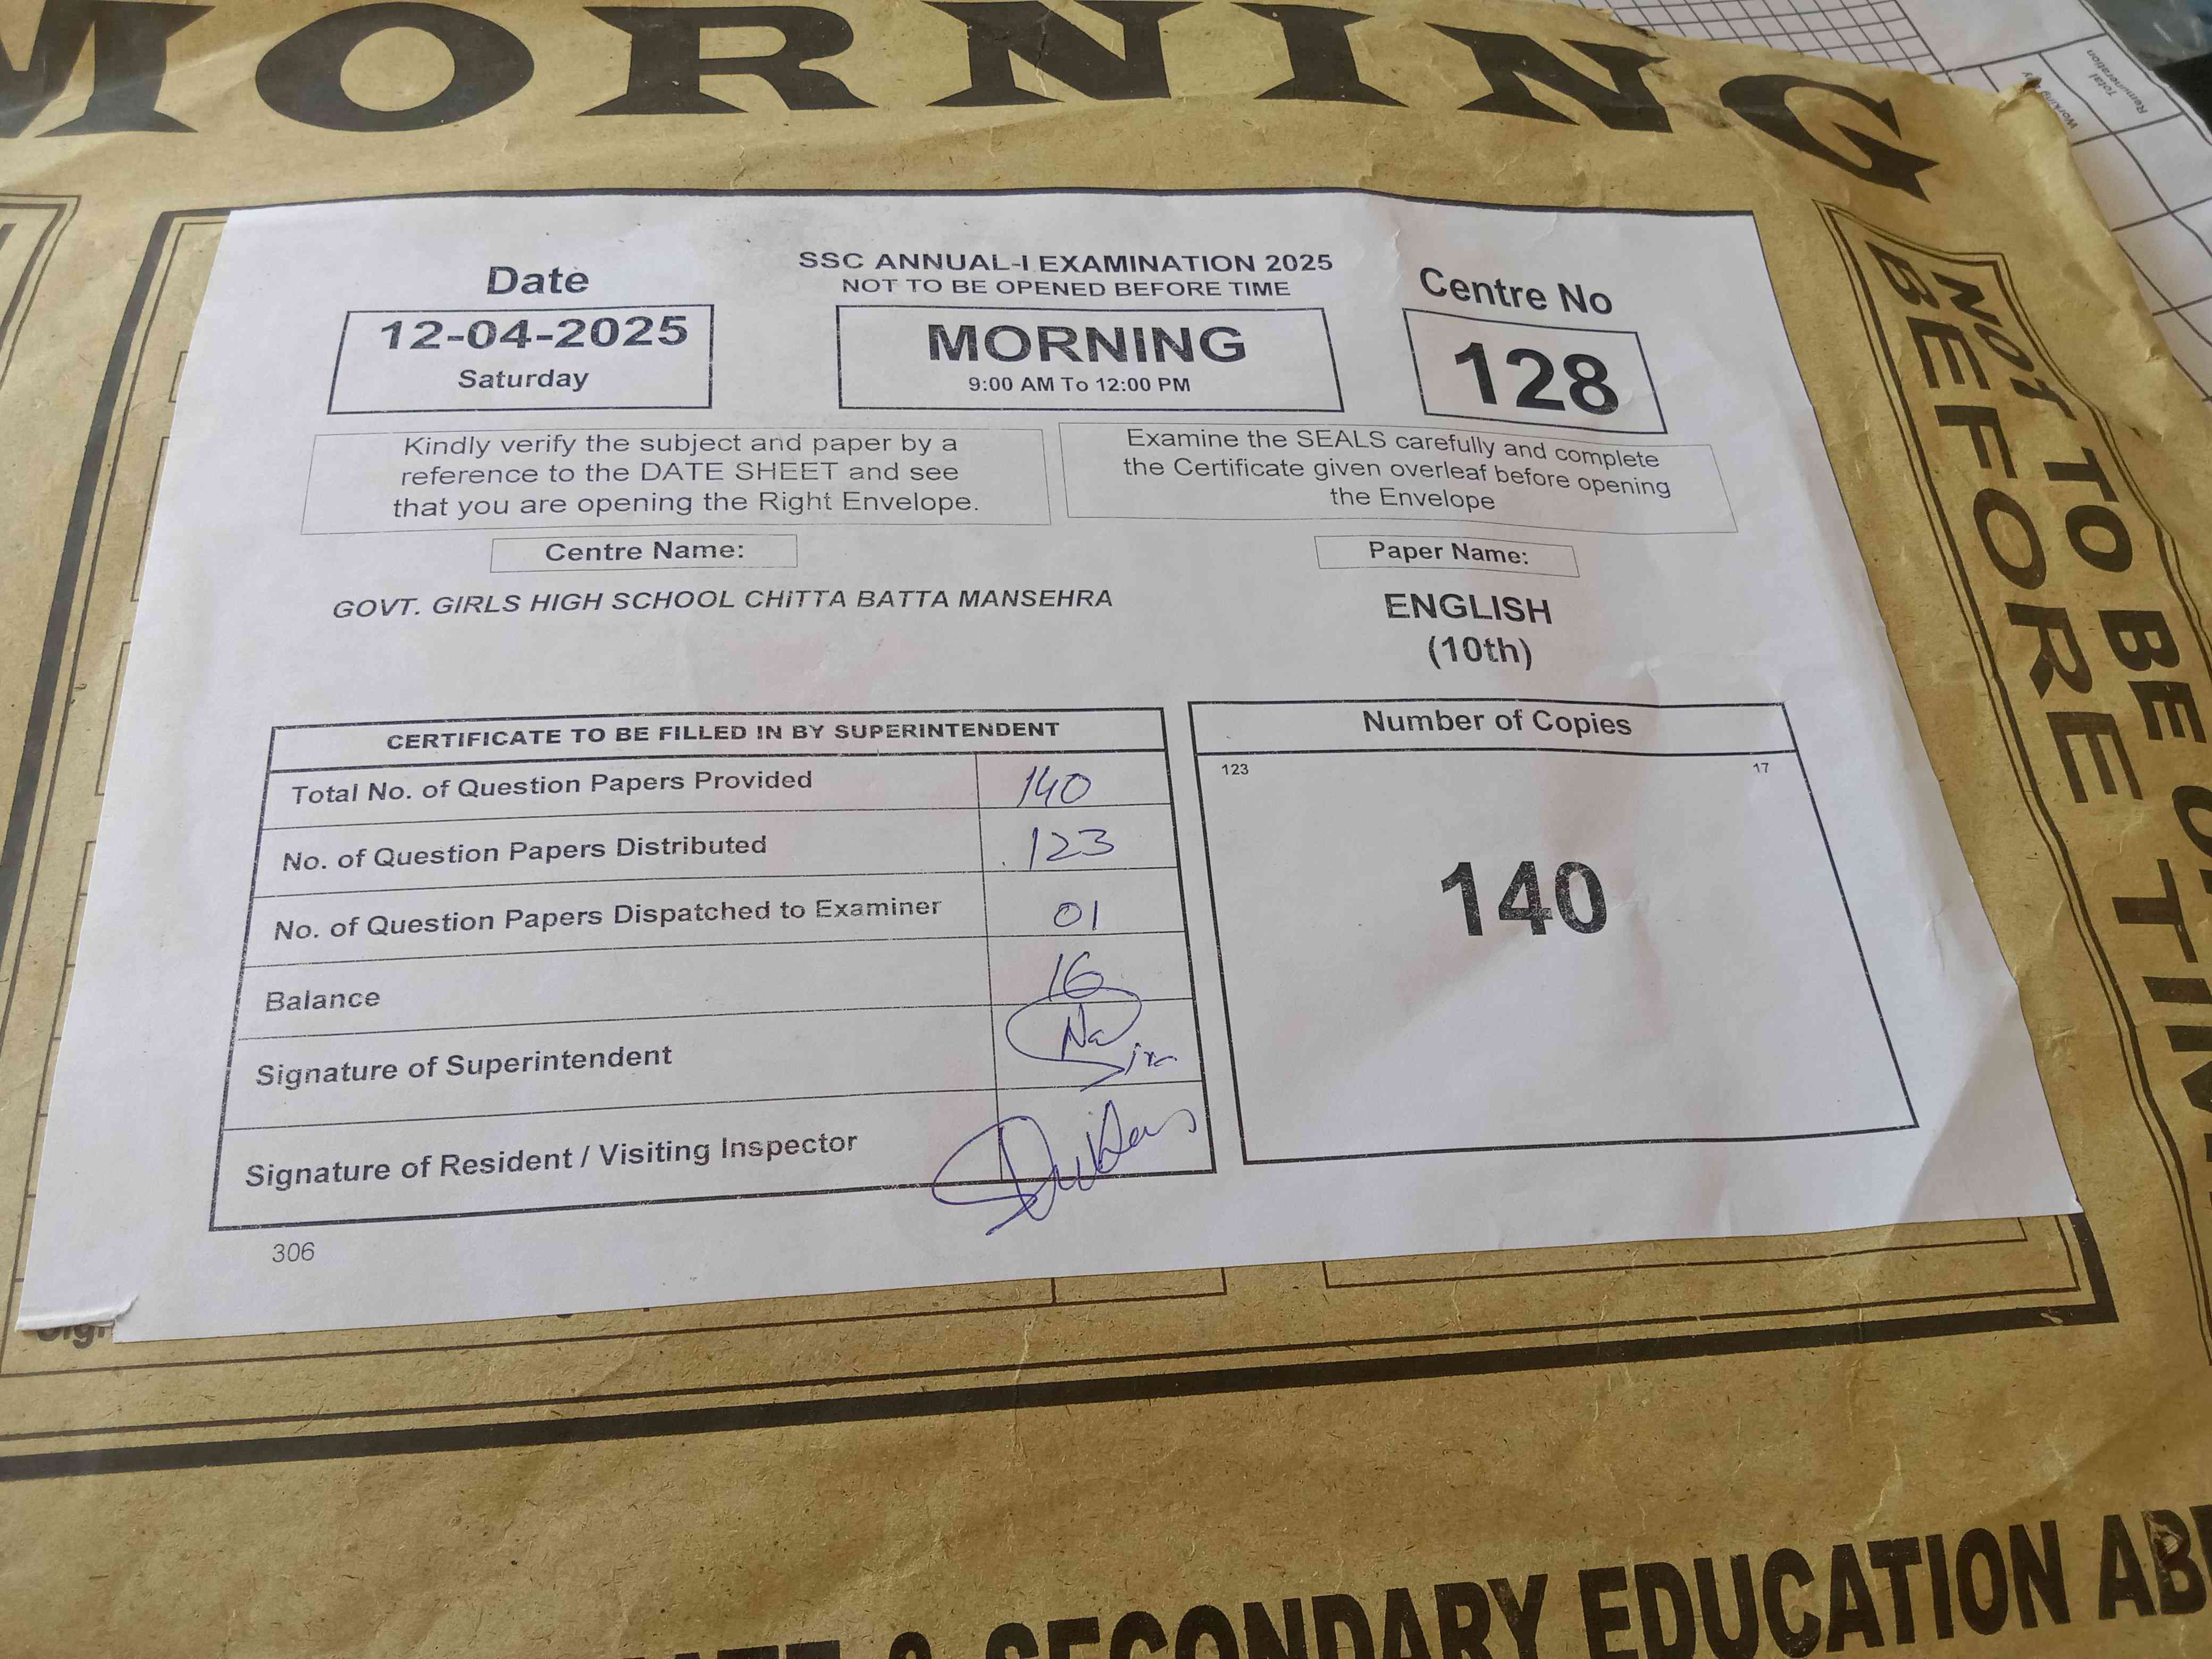 MORNING
Total
Remuneration
Working
SSC ANNUAL-I EXAMINATION 2025
NOT TO BE OPENED BEFORE TIME
Date
12-04-2025
Saturday
MORNING
9:00 AM To 12:00 PM
Centre No
128
Kindly verify the subject and paper by a
reference to the DATE SHEET and see
that you are opening the Right Envelope.
Examine the SEALS carefully and complete
the Certificate given overleaf before opening
the Envelope
Centre Name:
GOVT. GIRLS HIGH SCHOOL CHiTTA BATTA MANSEHRA
Paper Name:
ENGLISH
(10th)
CERTIFICATE TO BE FILLED IN BY SUPERINTENDENT
Total No. of Question Papers Provided 140
No. of Question Papers Distributed 123
No. of Question Papers Dispatched to Examiner 01
Balance 16
Signature of Superintendent
Signature of Resident / Visiting Inspector
Number of Copies
123 17
140
306
NOT TO BE
BEFORE
& SECONDARY EDUCATION